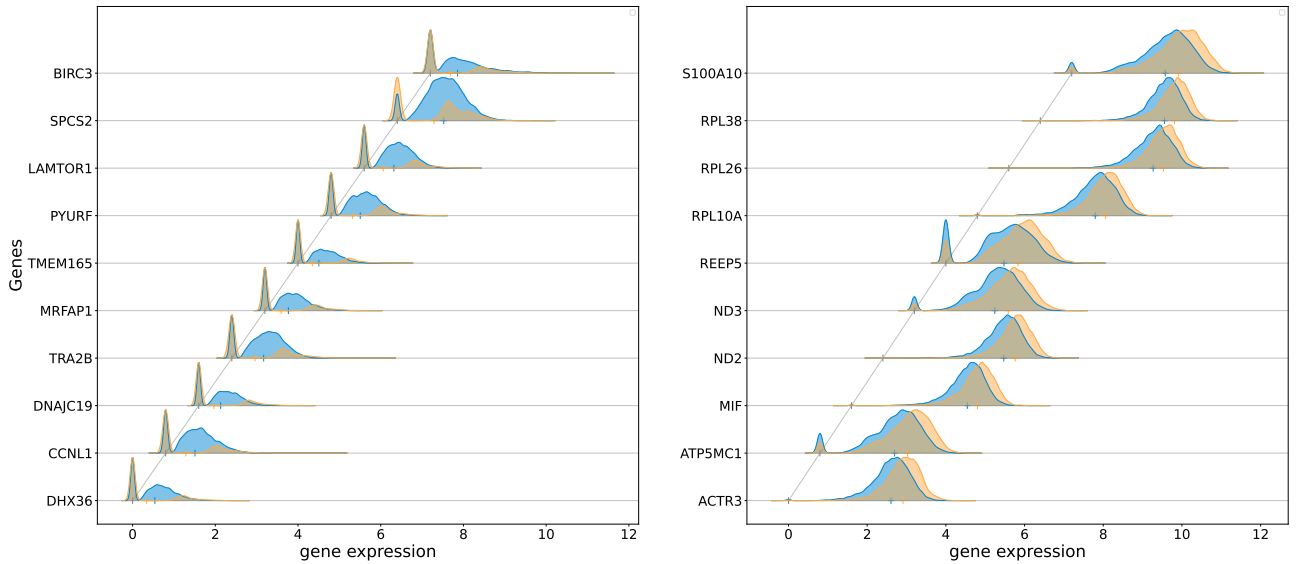 Genes
BIRC3
SPCS2
LAMTOR1
PYURF
TMEM165
MRFAP1
TRA2B
DNAJC19
CCNL1
DHX36
0 2 4 6 8 10 12
gene expression
S100A10
RPL38
RPL26
RPL10A
REEP5
ND3
ND2
MIF
ATP5MC1
ACTR3
0 2 4 6 8 10 12
gene expression